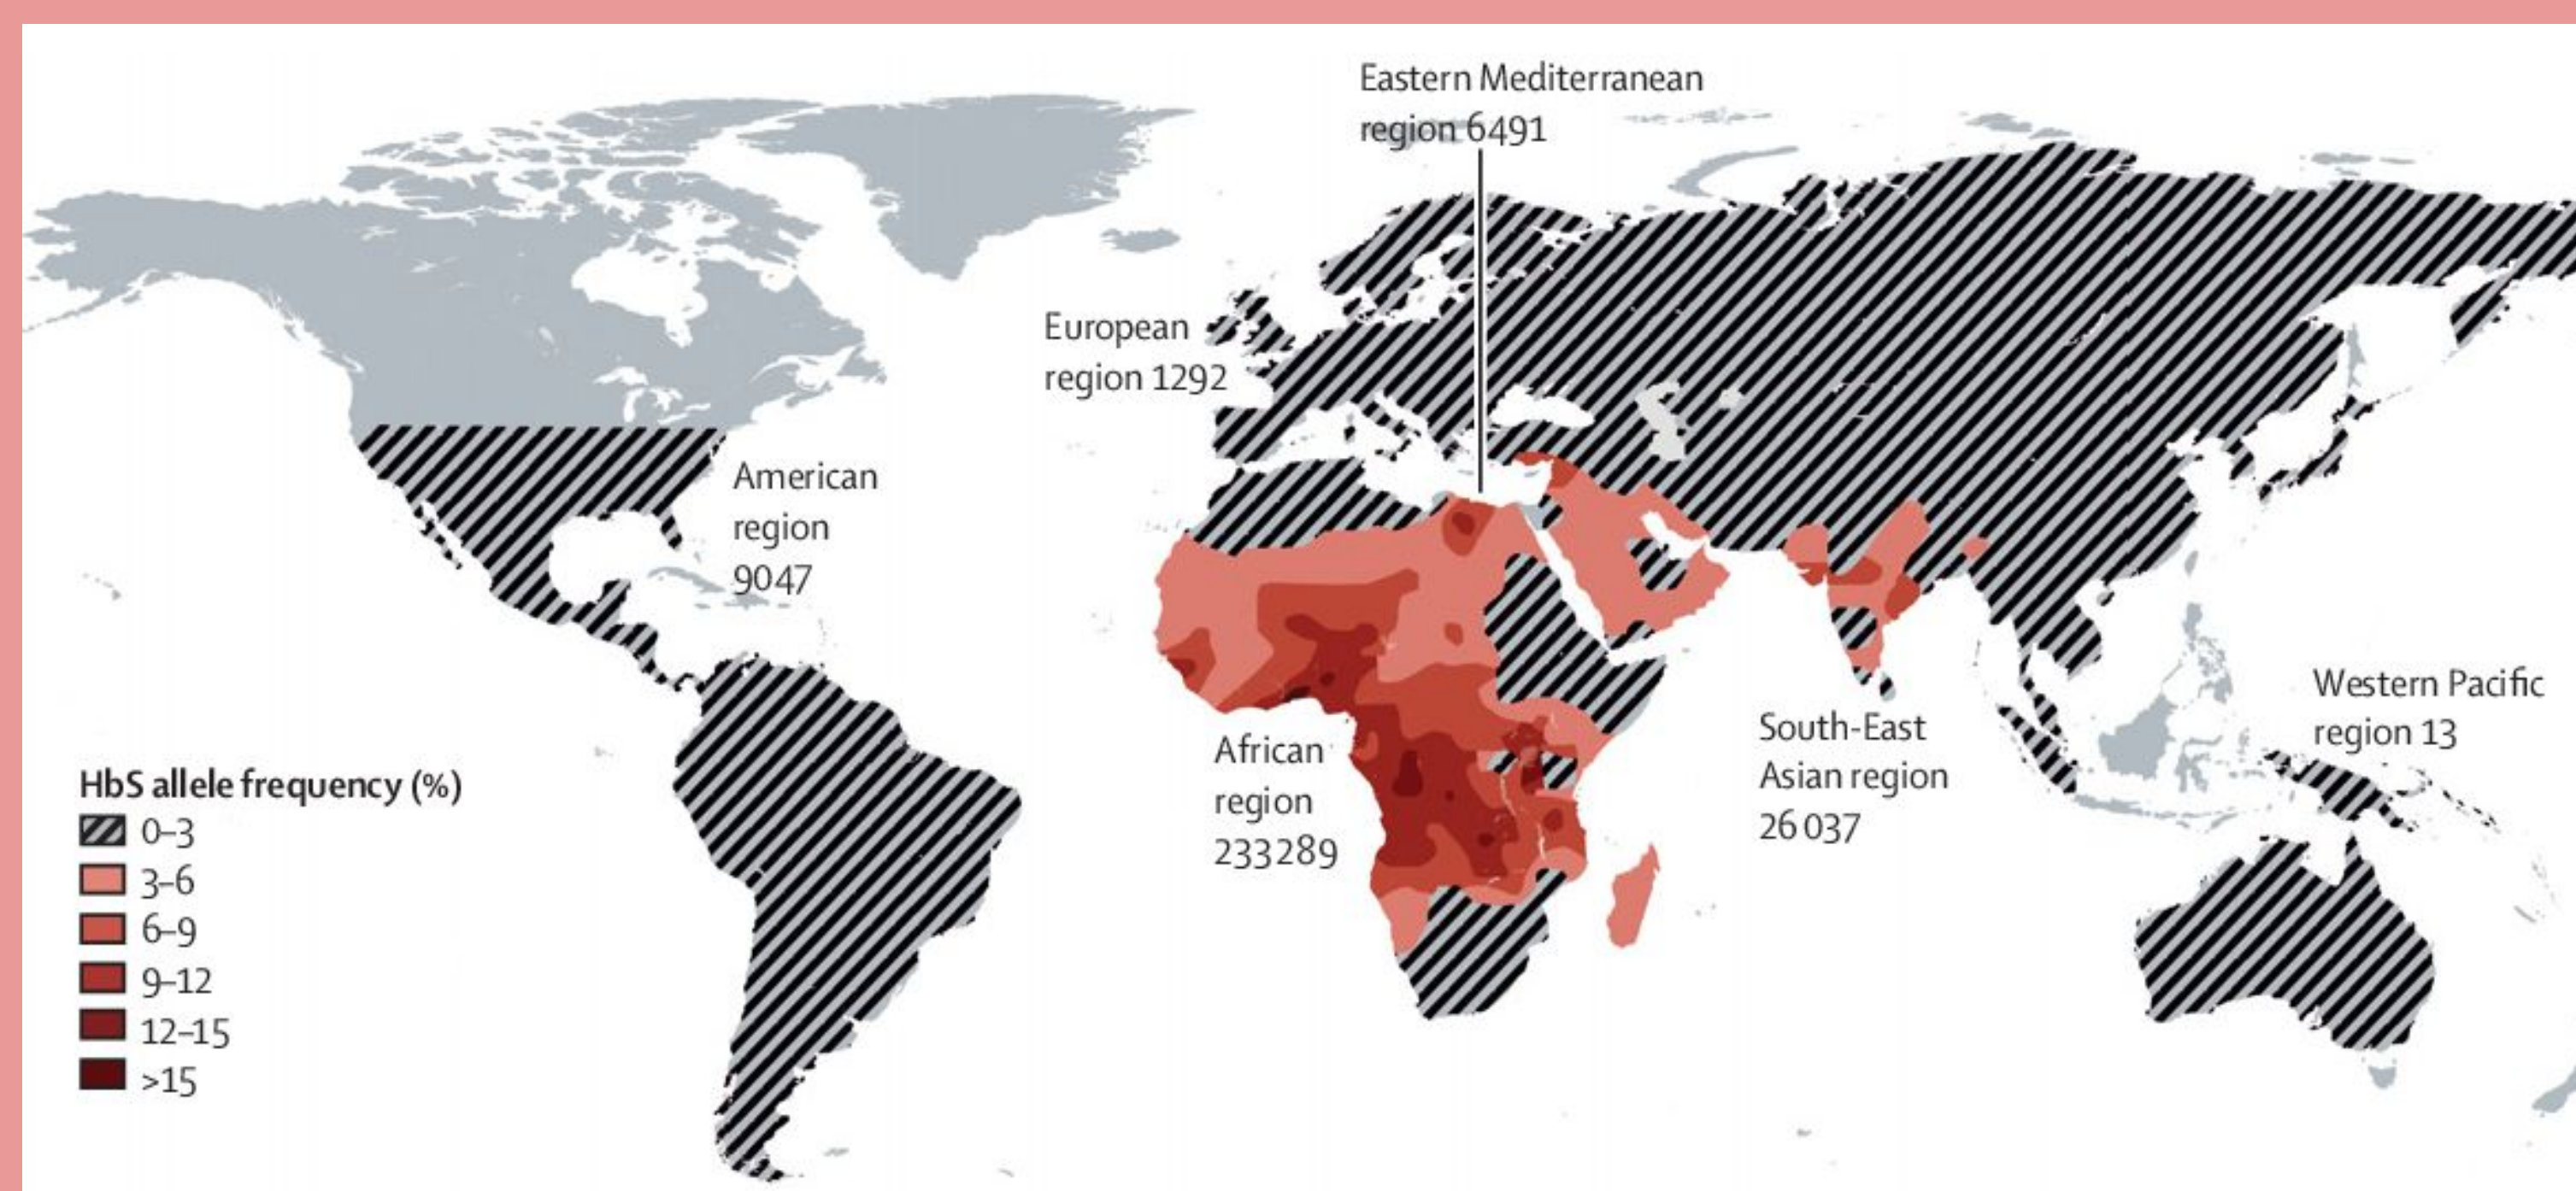 Eastern Mediterranean
region 6491
European
region 1292
American
region
9047
African
region
233289
South-East
Asian region
26 037
Western Pacific
region 13
HbS allele frequency (%)
0–3
3–6
6–9
9–12
12–15
>15